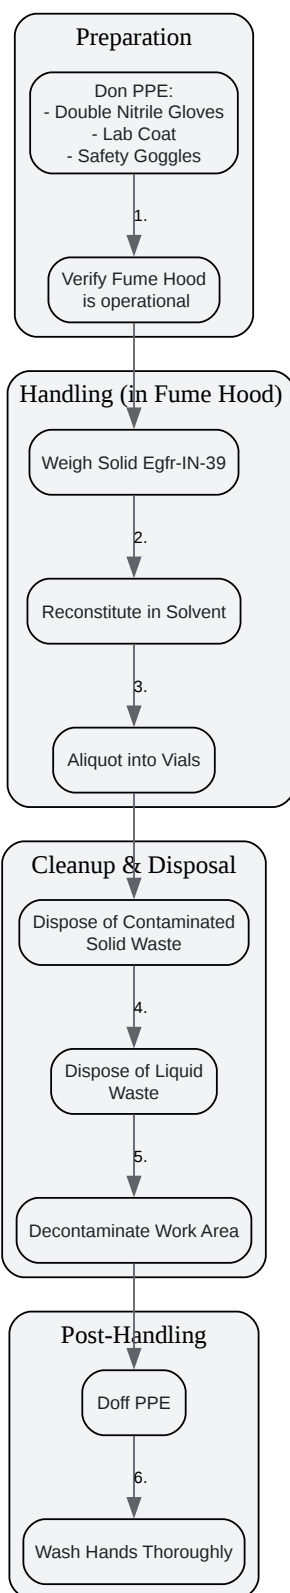 Preparation
Don PPE:
- Double Nitrile Gloves
- Lab Coat
- Safety Goggles
1.
Verify Fume Hood
is operational
Handling (in Fume Hood)
Weigh Solid Egfr-IN-39
2.
Reconstitute in Solvent
3.
Aliquot into Vials
Cleanup & Disposal
Dispose of Contaminated
Solid Waste
4.
Dispose of Liquid
Waste
5.
Decontaminate Work Area
Post-Handling
Doff PPE
6.
Wash Hands Thoroughly